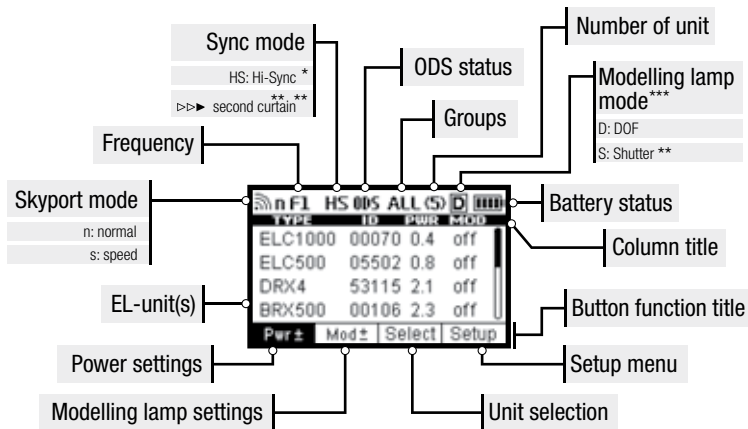 Sync mode
HS: Hi-Sync *
** **
▷▷► second curtain
ODS status
Number of unit
Modelling lamp
mode***
D: DOF
S: Shutter **
Groups
Frequency
Skyport mode
n: normal
s: speed
n F1 HS ODS ALL (5) D
TYPE ID PWR MOD
ELC1000 00070 0.4 off
ELC500 05502 0.8 off
DRX4 53115 2.1 off
BRX500 00106 2.3 off
Pwr± Mod± Select Setup
Battery status
Column title
EL-unit(s)
Button function title
Power settings
Setup menu
Modelling lamp settings
Unit selection